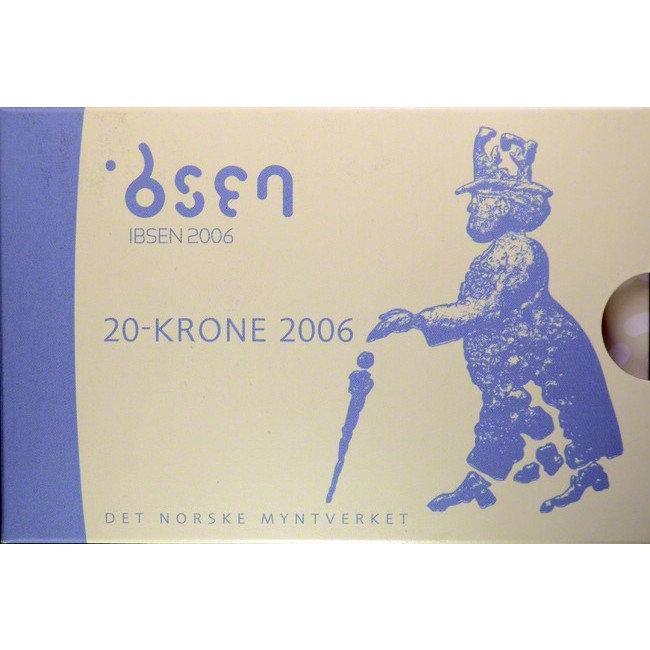 ibsen
IBSEN 2006
20-KRONE 2006
DET NORSKE MYNTVERKET